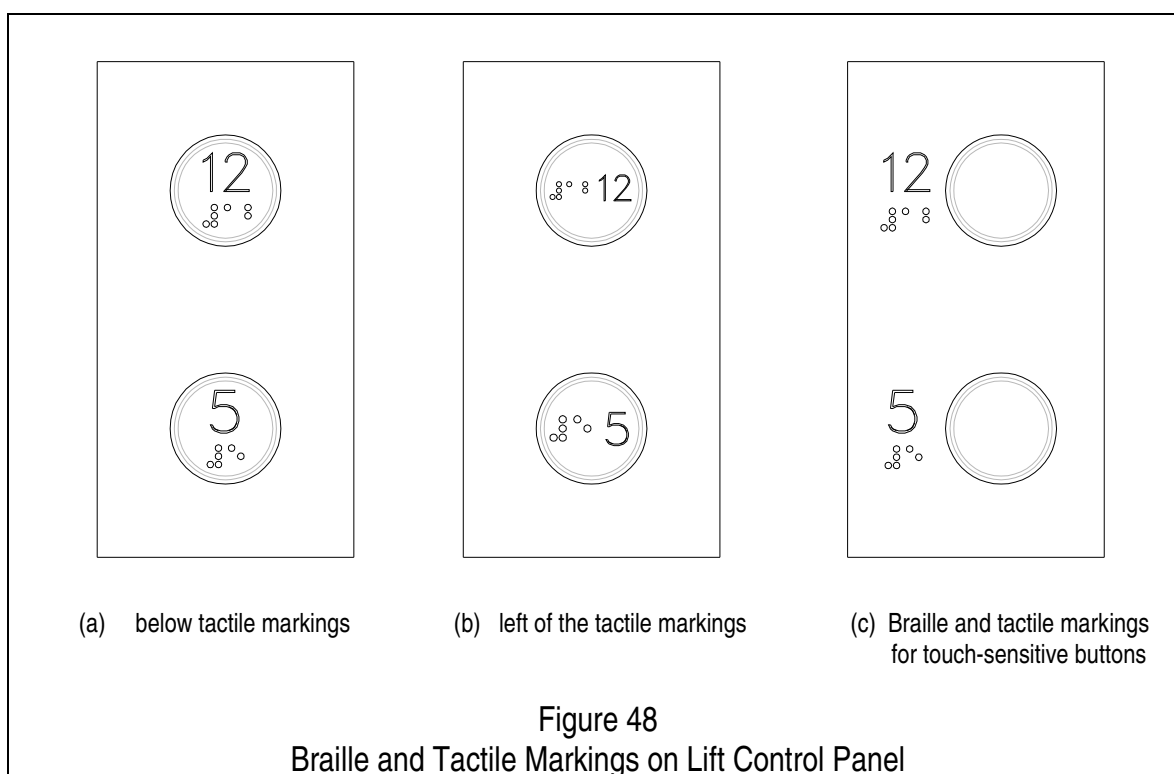 12
⠼⠁⠃
⠼⠁⠃ 12
12
⠼⠁⠃
5
⠼⠑
⠼⠑ 5
5
⠼⠑
(a) below tactile markings
(b) left of the tactile markings
(c) Braille and tactile markings
for touch-sensitive buttons
Figure 48
Braille and Tactile Markings on Lift Control Panel